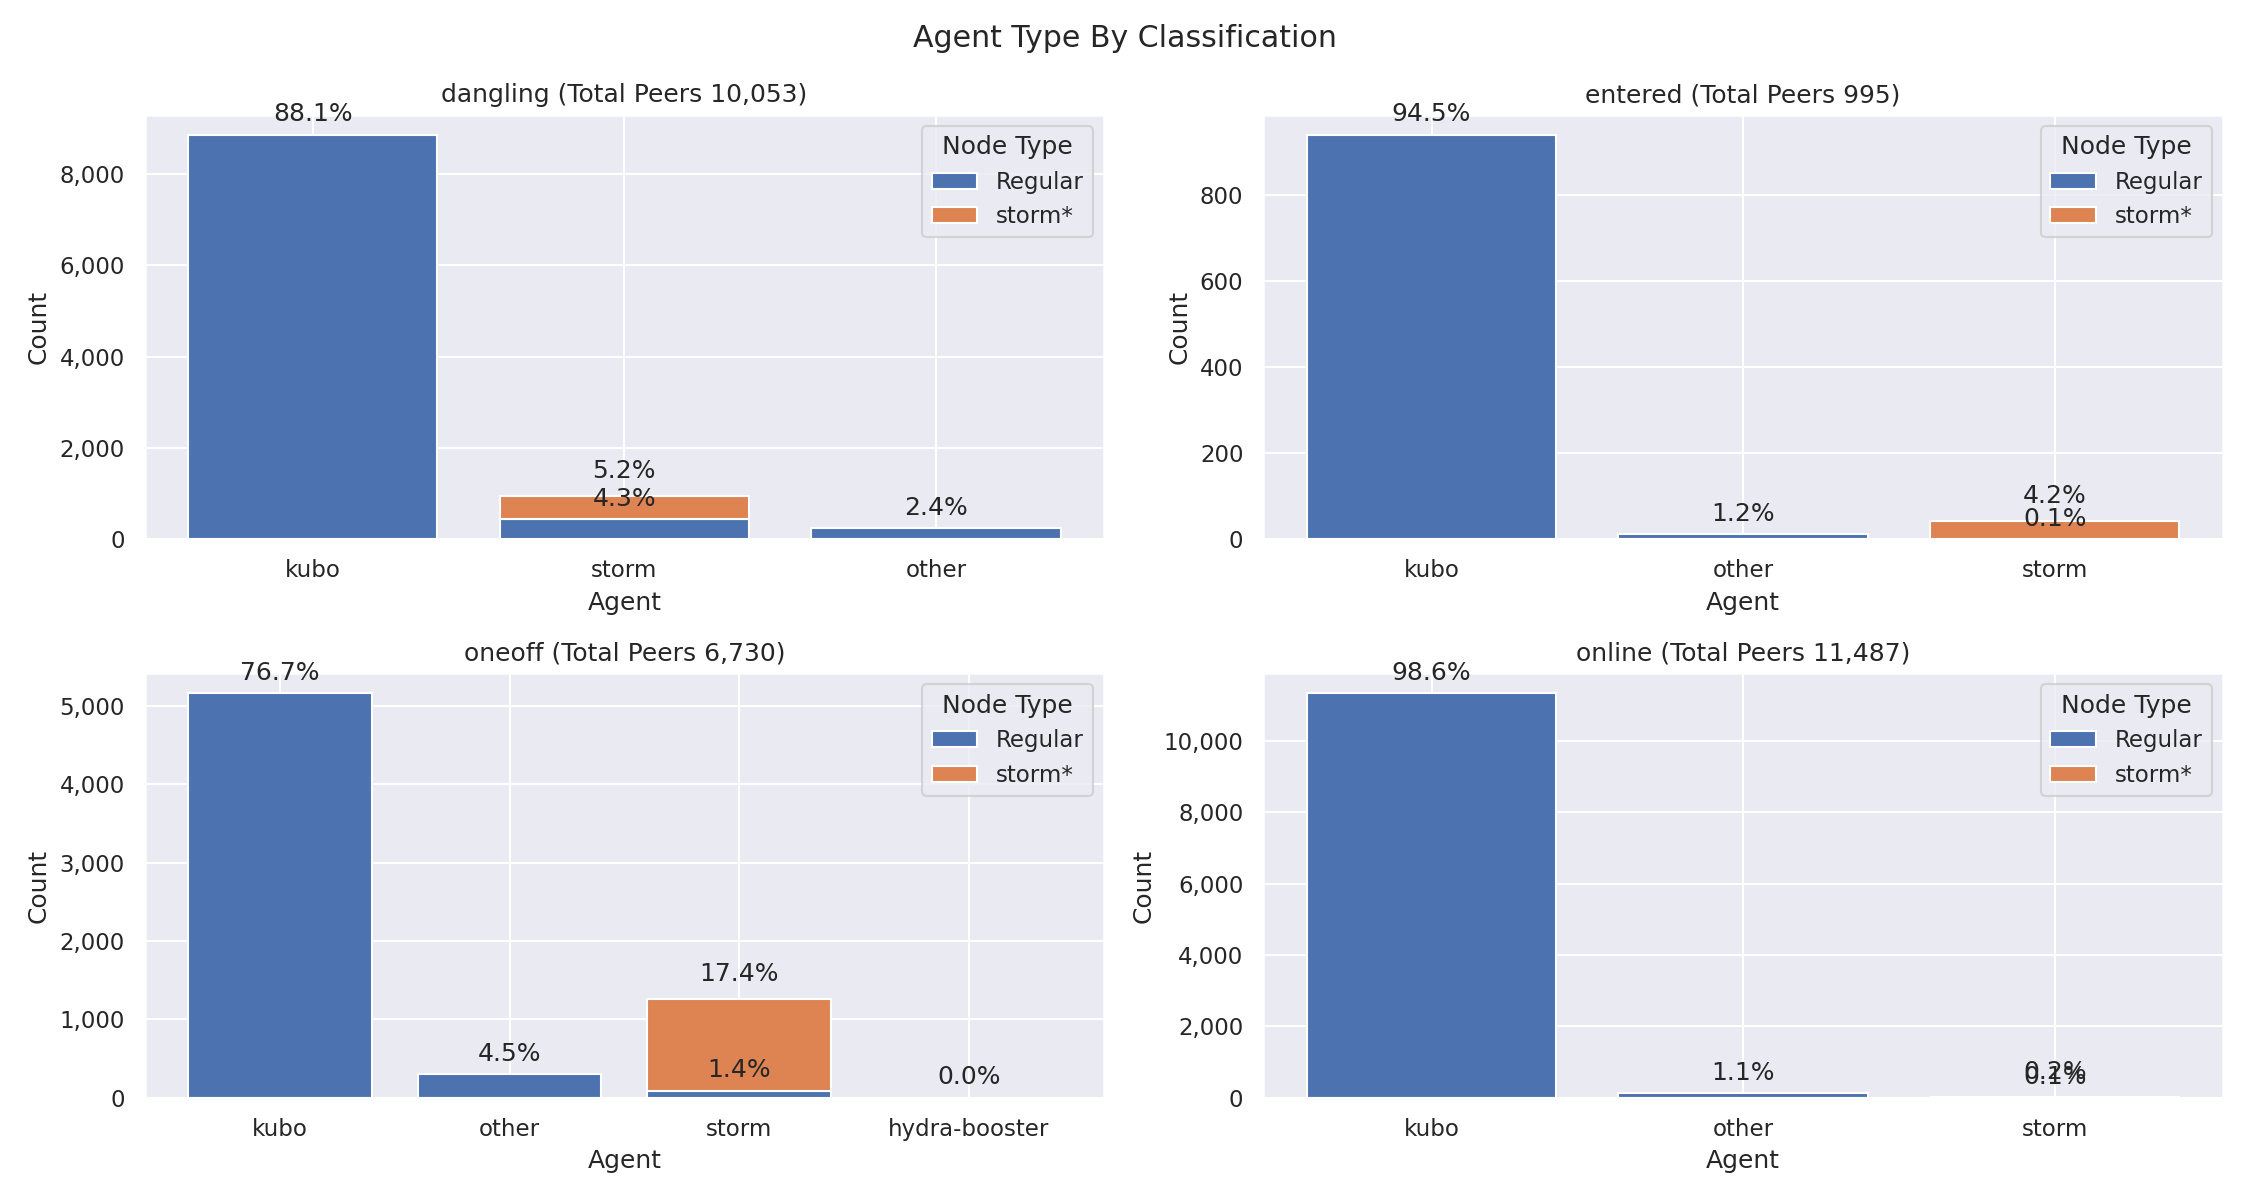 Agent Type By Classification
dangling (Total Peers 10,053)
88.1%
Node Type
Regular
storm*
8,000
6,000
4,000
2,000
0
Count
5.2%
4.3%
2.4%
kubo
storm
other
Agent
entered (Total Peers 995)
94.5%
Node Type
Regular
storm*
800
600
400
200
0
Count
1.2%
4.2%
0.1%
kubo
other
storm
Agent
oneoff (Total Peers 6,730)
76.7%
Node Type
Regular
storm*
5,000
4,000
3,000
2,000
1,000
0
Count
4.5%
17.4%
1.4%
0.0%
kubo
other
storm
hydra-booster
Agent
online (Total Peers 11,487)
98.6%
Node Type
Regular
storm*
10,000
8,000
6,000
4,000
2,000
0
Count
1.1%
0.2%
0.1%
kubo
other
storm
Agent